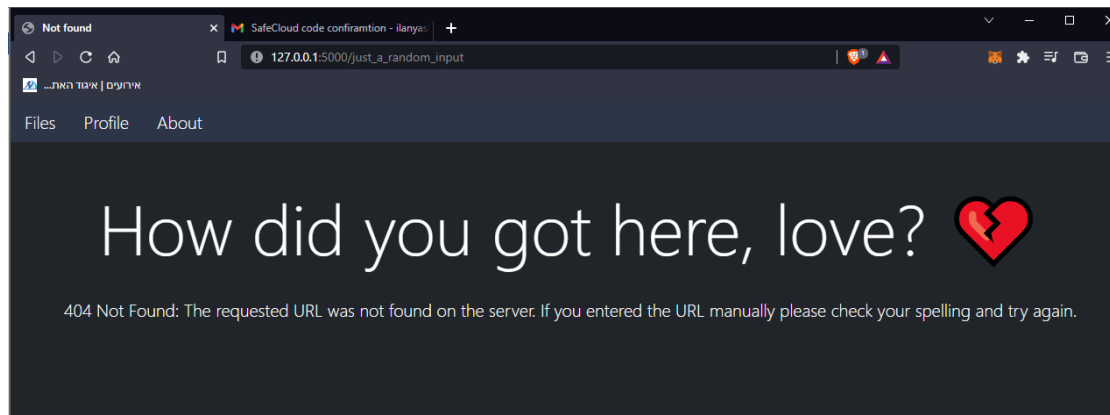 Not found
SafeCloud code confiramtion - ilanyas
127.0.0.1:5000/just_a_random_input
1
אירועים | איגוד האת...
Files Profile About
How did you got here, love?
404 Not Found: The requested URL was not found on the server. If you entered the URL manually please check your spelling and try again.